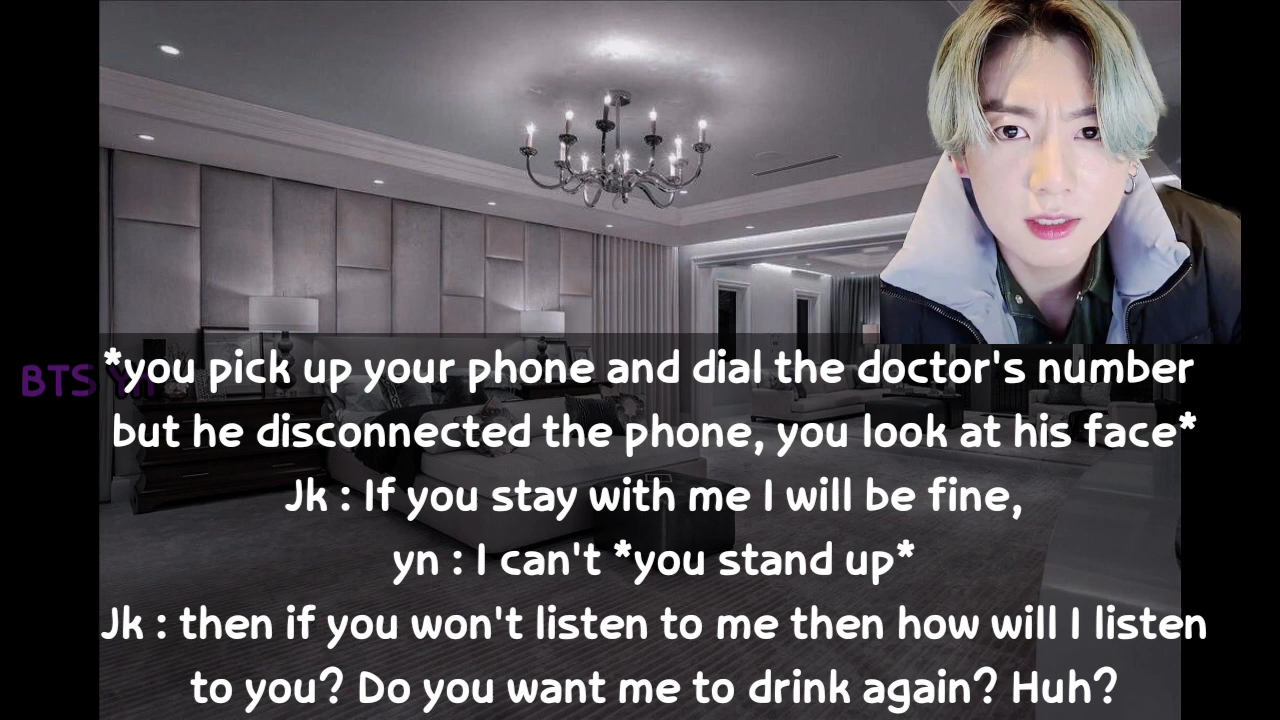 *you pick up your phone and dial the doctor's number
but he disconnected the phone, you look at his face*
Jk : If you stay with me I will be fine,
yn : I can't *you stand up*
Jk : then if you won't listen to me then how will I listen
to you? Do you want me to drink again? Huh?
BTS